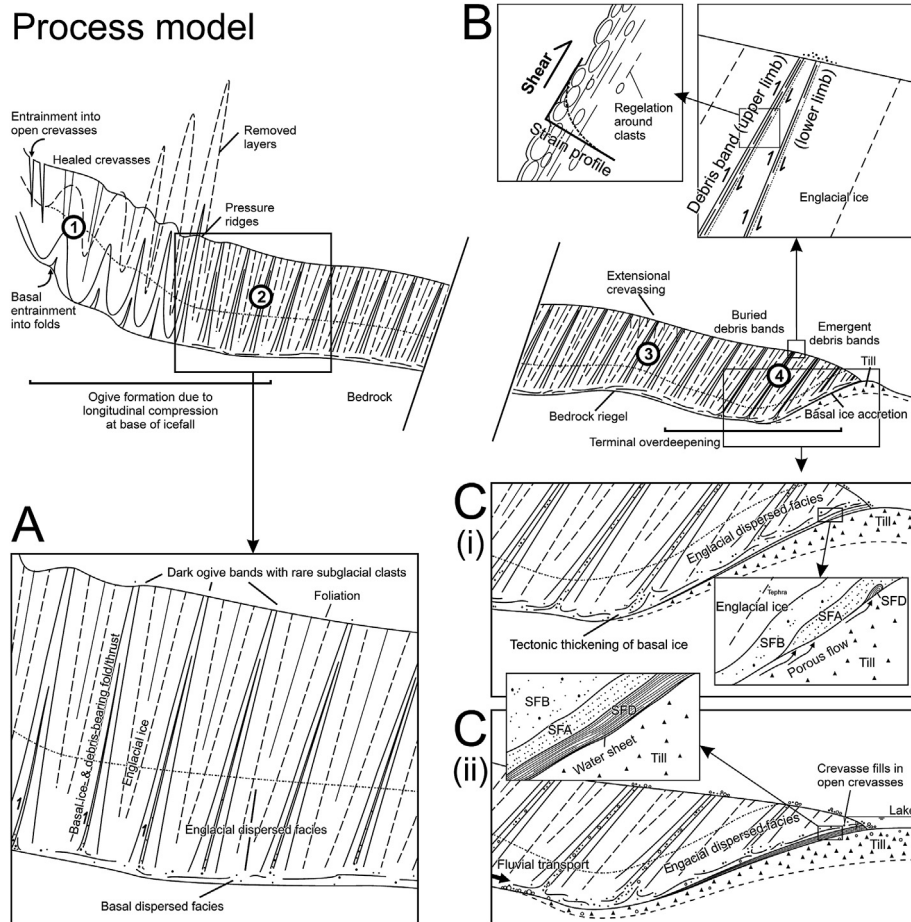 Process model
Entrainment into
open crevasses
Healed crevasses
Removed
layers
1
Pressure
ridges
2
Basal
entrainment
into folds
Ogive formation due to
longitudinal compression
at base of icefall
Bedrock
B
Shear
Strain profile
Regelation
around
clasts
Debris band (upper limb)
(lower limb)
Englacial ice
Extensional
crevassing
Buried
debris bands
Emergent
debris bands
3
4
Till
Bedrock riegel
Basal ice accretion
Terminal overdeepening
A
Dark ogive bands with rare subglacial clasts
Foliation
Basal ice- & debris-bearing fold/thrust
Englacial ice
Englacial dispersed facies
Basal dispersed facies
C
(i)
Englacial dispersed facies
Till
Tectonic thickening of basal ice
Tephra
Englacial ice
SFB
SFA
SFD
Porous flow
Till
SFB
SFA
SFD
Water sheet
Till
C
(ii)
Crevasse fills in
open crevasses
Lake
Engacial dispersed facies
Till
Fluvial transport